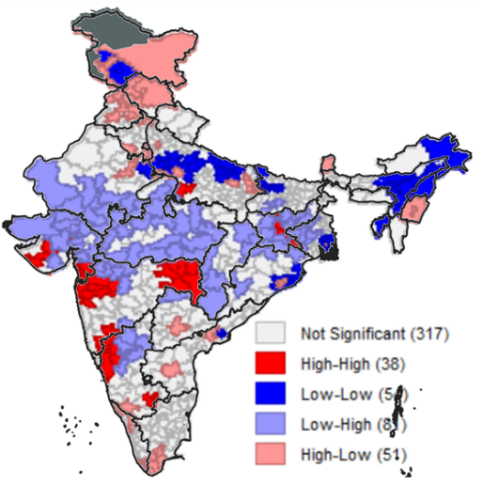 Not Significant (317)
High-High (38)
Low-Low
Low-High
High-Low (51)